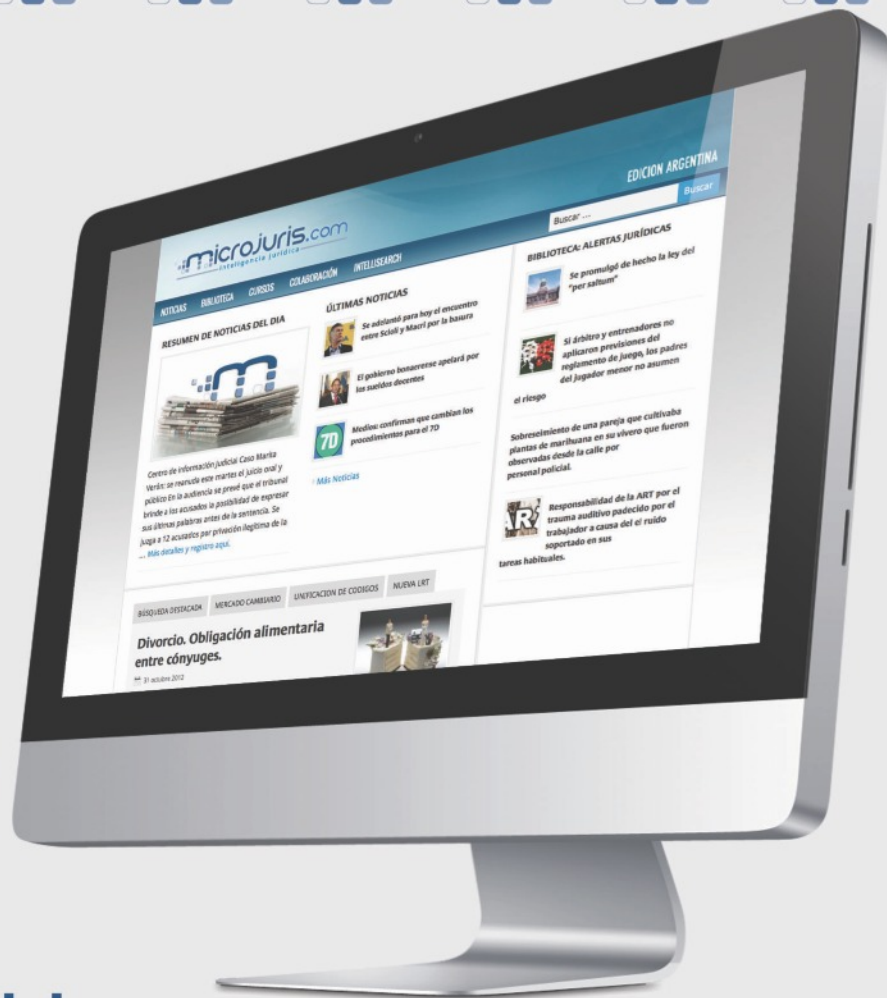 EDICION ARGENTINA
microjuris.com
inteligencia jurídica
Buscar ...
Buscar
NOTICIAS BIBLIOTECA CURSOS COLABORACIÓN INTELLISEARCH
RESUMEN DE NOTICIAS DEL DIA
Centro de información Judicial Caso Marita
Verón: se reanuda este martes el juicio oral y
público En la audiencia se prevé que el tribunal
brinde a los acusados la posibilidad de expresar
sus últimas palabras antes de la sentencia. Se
juzga a 12 acusados por privación ilegítima de la
... Más detalles y registro aquí.
ÚLTIMAS NOTICIAS
Se adelantó para hoy el encuentro
entre Scioli y Macri por la basura
El gobierno bonaerense apelará por
los sueldos docentes
7D
Medios: confirman que cambian los
procedimientos para el 7D
Más Noticias
BIBLIOTECA: ALERTAS JURÍDICAS
Se promulgó de hecho la ley del
"per saltum"
Si árbitro y entrenadores no
aplicaron previsiones del
reglamento de juego, los padres
del jugador menor no asumen
el riesgo
Sobreseimiento de una pareja que cultivaba
plantas de marihuana en su vivero que fueron
observadas desde la calle por
personal policial.
ART
Responsabilidad de la ART por el
trauma auditivo padecido por el
trabajador a causa del el ruido
soportado en sus
tareas habituales.
BÚSQUEDA DESTACADA MERCADO CAMBIARIO UNIFICACION DE CODIGOS NUEVA LRT
Divorcio. Obligación alimentaria
entre cónyuges.
31 octubre 2012